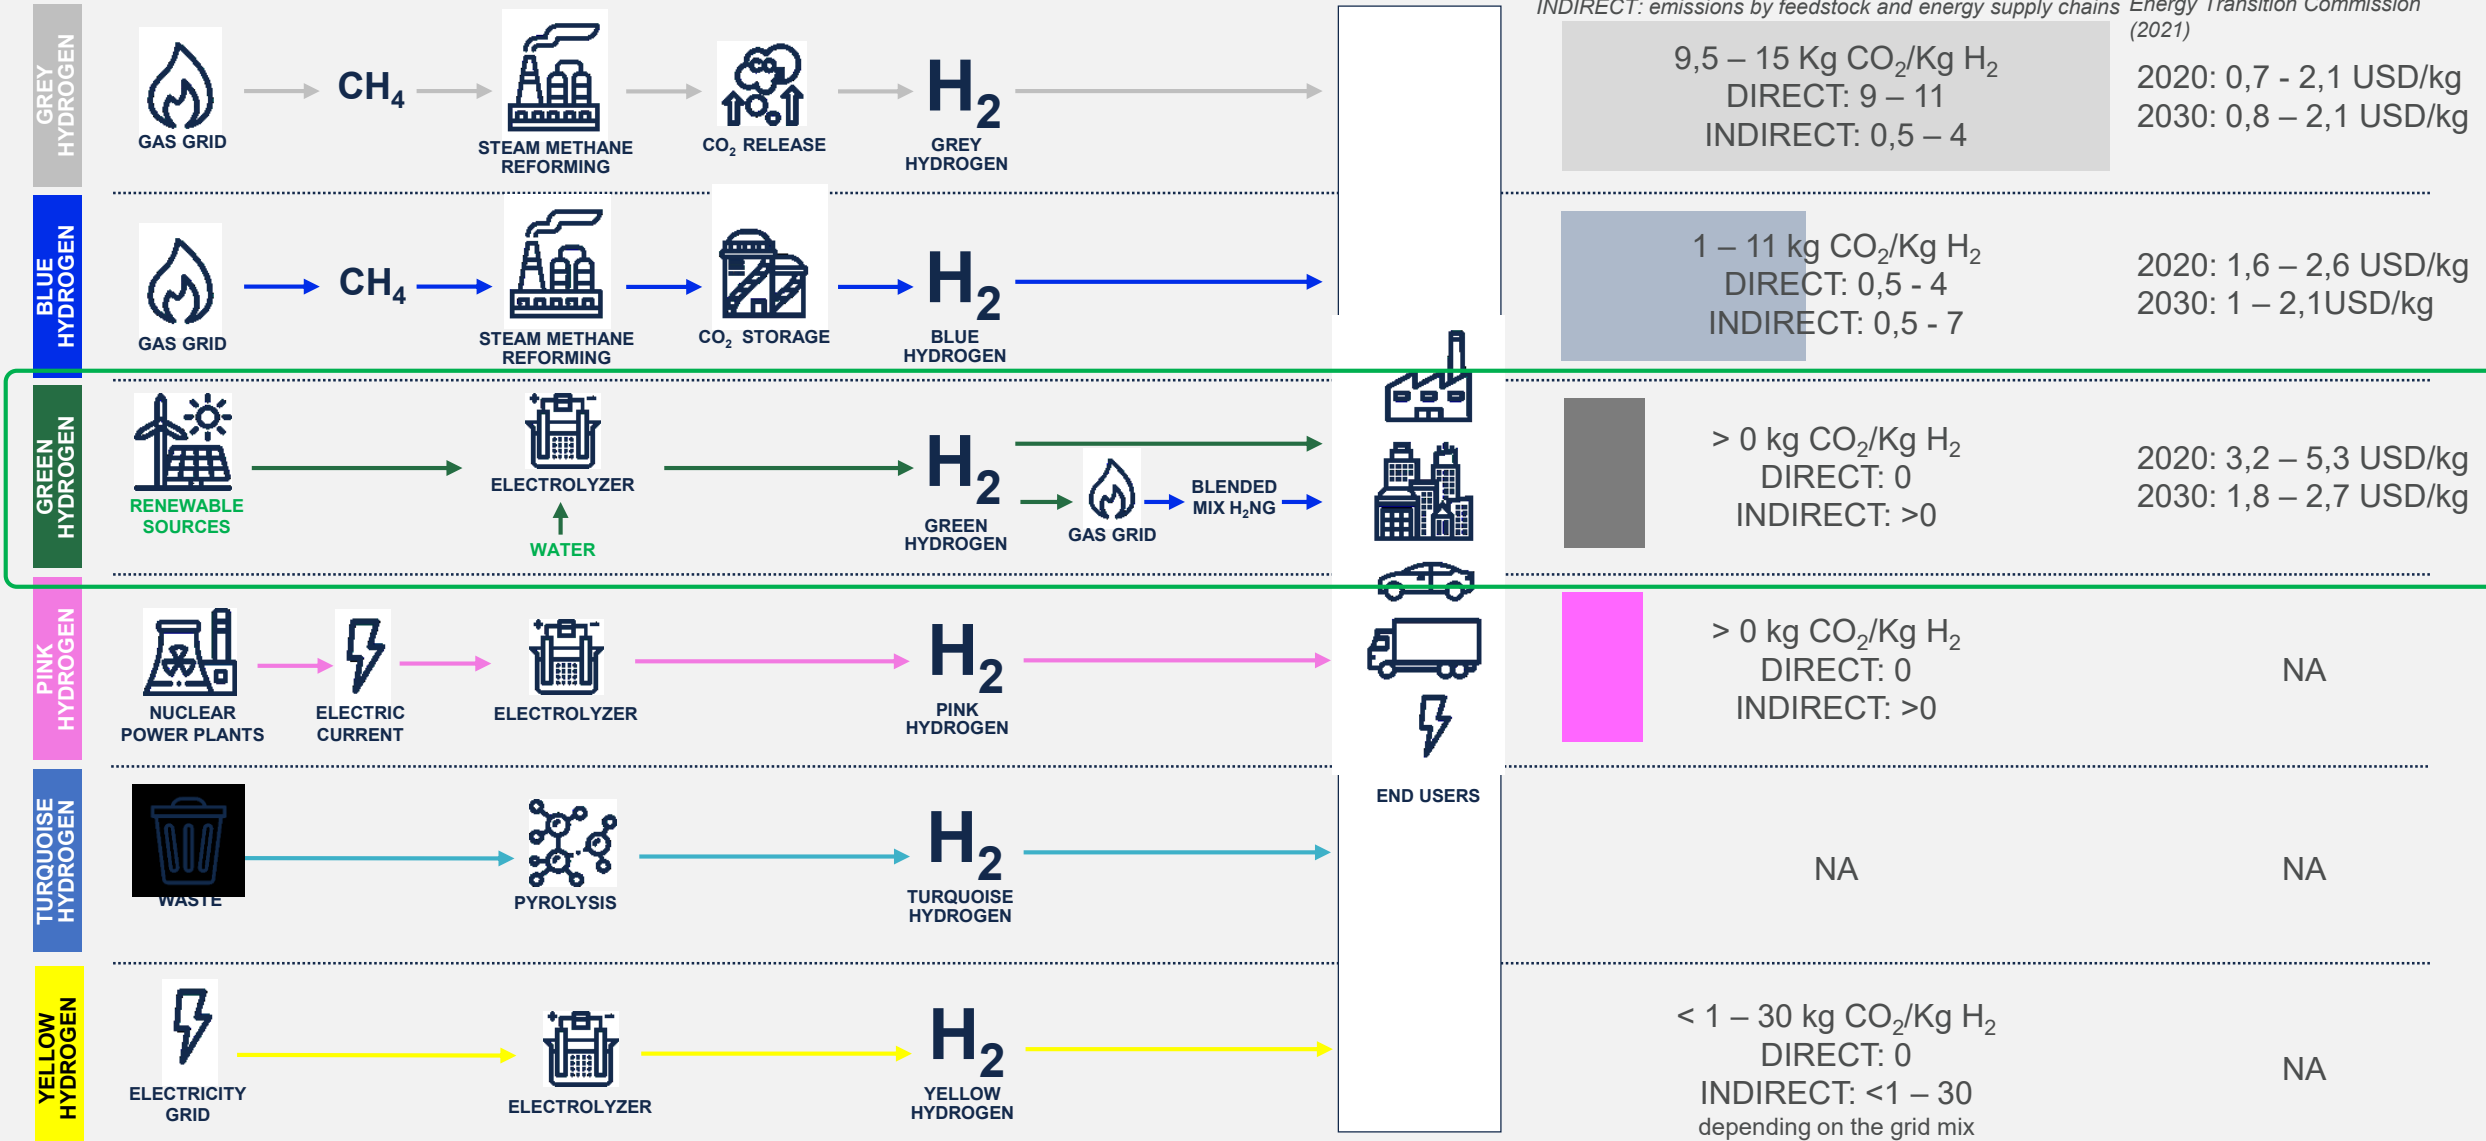 INDIRECT: emissions by feedstock and energy supply chains
Energy Transition Commission
(2021)
GREY
HYDROGEN
GAS GRID
CH4
STEAM METHANE
REFORMING
CO2 RELEASE
H2
GREY
HYDROGEN
9,5 – 15 Kg CO2/Kg H2
DIRECT: 9 – 11
INDIRECT: 0,5 – 4
2020: 0,7 - 2,1 USD/kg
2030: 0,8 – 2,1 USD/kg
BLUE
HYDROGEN
GAS GRID
CH4
STEAM METHANE
REFORMING
CO2 STORAGE
H2
BLUE
HYDROGEN
1 – 11 kg CO2/Kg H2
DIRECT: 0,5 - 4
INDIRECT: 0,5 - 7
2020: 1,6 – 2,6 USD/kg
2030: 1 – 2,1USD/kg
GREEN
HYDROGEN
RENEWABLE
SOURCES
ELECTROLYZER
WATER
H2
GREEN
HYDROGEN
GAS GRID
BLENDED
MIX H2NG
> 0 kg CO2/Kg H2
DIRECT: 0
INDIRECT: >0
2020: 3,2 – 5,3 USD/kg
2030: 1,8 – 2,7 USD/kg
PINK
HYDROGEN
NUCLEAR
POWER PLANTS
ELECTRIC
CURRENT
ELECTROLYZER
H2
PINK
HYDROGEN
> 0 kg CO2/Kg H2
DIRECT: 0
INDIRECT: >0
NA
END USERS
TURQUOISE
HYDROGEN
WASTE
PYROLYSIS
H2
TURQUOISE
HYDROGEN
NA
NA
YELLOW
HYDROGEN
ELECTRICITY
GRID
ELECTROLYZER
H2
YELLOW
HYDROGEN
< 1 – 30 kg CO2/Kg H2
DIRECT: 0
INDIRECT: <1 – 30
depending on the grid mix
NA